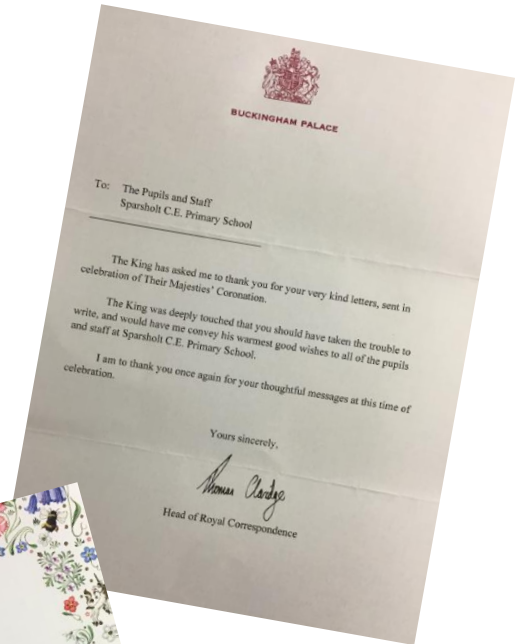 BUCKINGHAM PALACE
To: The Pupils and Staff
Sparsholt C.E. Primary School
The King has asked me to thank you for your very kind letters, sent in
celebration of Their Majesties' Coronation.
The King was deeply touched that you should have taken the trouble to
write, and would have me convey his warmest good wishes to all of the pupils
and staff at Sparsholt C.E. Primary School.
I am to thank you once again for your thoughtful messages at this time of
celebration.
Yours sincerely,
Head of Royal Correspondence